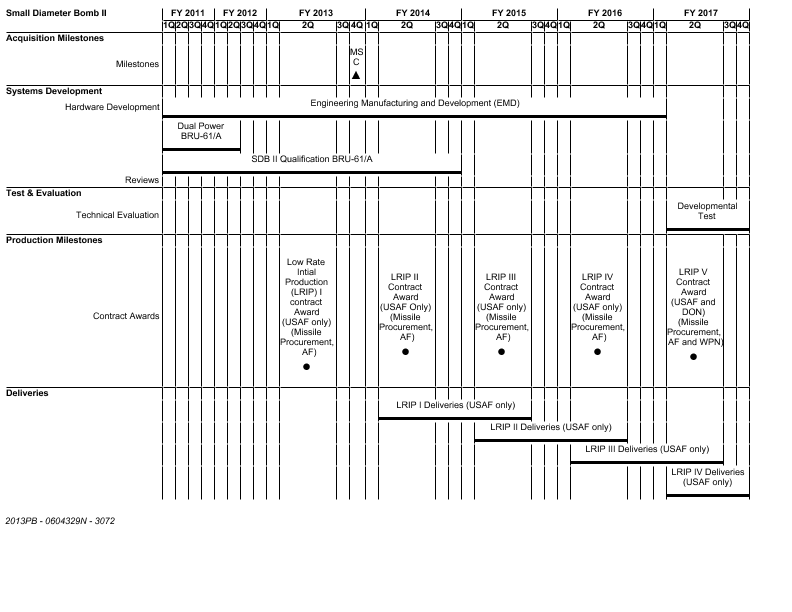 Small Diameter Bomb II
FY 2011 FY 2012 FY 2013 FY 2014 FY 2015 FY 2016 FY 2017
1Q 2Q 3Q 4Q 1Q 2Q 3Q 4Q 1Q 2Q 3Q 4Q 1Q 2Q 3Q 4Q 1Q 2Q 3Q 4Q 1Q 2Q 3Q 4Q 1Q 2Q 3Q 4Q
Acquisition Milestones
Milestones
MS
C
Systems Development
Hardware Development
Engineering Manufacturing and Development (EMD)
Dual Power
BRU-61/A
SDB II Qualification BRU-61/A
Reviews
Test & Evaluation
Technical Evaluation
Developmental
Test
Production Milestones
Contract Awards
Low Rate
Intial
Production
(LRIP) I
contract
Award
(USAF only)
(Missile
Procurement,
AF)
LRIP II
Contract
Award
(USAF Only)
(Missile
Procurement,
AF)
LRIP III
Contract
Award
(USAF only)
(Missile
Procurement,
AF)
LRIP IV
Contract
Award
(USAF only)
(Missile
Procurement,
AF)
LRIP V
Contract
Award
(USAF and
DON)
(Missile
Procurement,
AF and WPN)
Deliveries
LRIP I Deliveries (USAF only)
LRIP II Deliveries (USAF only)
LRIP III Deliveries (USAF only)
LRIP IV Deliveries
(USAF only)
2013PB - 0604329N - 3072